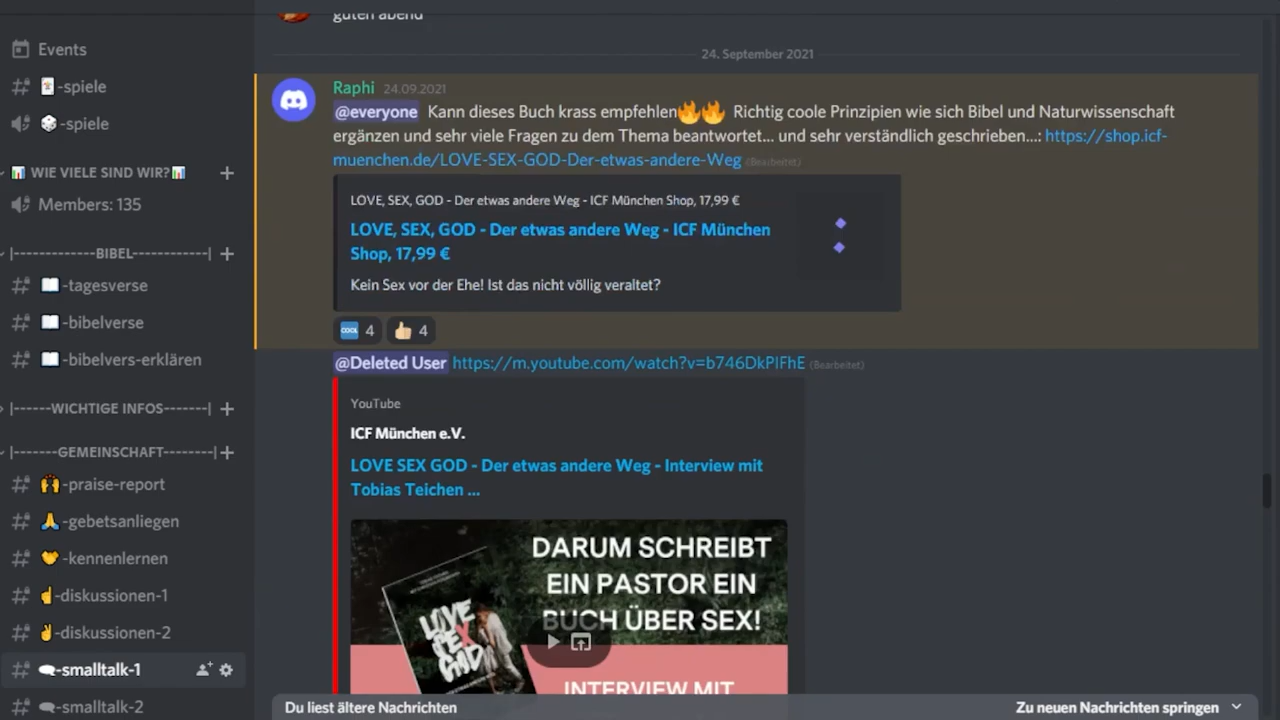 Events
-spiele
-spiele
WIE VIELE SIND WIR?
Members: 135
|------------BIBEL-----------|
-tagesverse
-bibelverse
-bibelvers-erklären
|------WICHTIGE INFOS-------|
|-------GEMEINSCHAFT--------|
-praise-report
-gebetsanliegen
-kennenlernen
-diskussionen-1
-diskussionen-2
-smalltalk-1
-smalltalk-2
guten abend
24. September 2021
Raphi 24.09.2021
@everyone Kann dieses Buch krass empfehlen🔥🔥 Richtig coole Prinzipien wie sich Bibel und Naturwissenschaft
ergänzen und sehr viele Fragen zu dem Thema beantwortet... und sehr verständlich geschrieben...: https://shop.icf-
muenchen.de/LOVE-SEX-GOD-Der-etwas-andere-Weg (Bearbeitet)
LOVE, SEX, GOD - Der etwas andere Weg - ICF München Shop, 17,99 €
LOVE, SEX, GOD - Der etwas andere Weg - ICF München
Shop, 17,99 €
Kein Sex vor der Ehe! Ist das nicht völlig veraltet?
COOL 4 4
@Deleted User https://m.youtube.com/watch?v=b746DkPlFhE (Bearbeitet)
YouTube
ICF München e.V.
LOVE SEX GOD - Der etwas andere Weg - Interview mit
Tobias Teichen ...
DARUM SCHREIBT
EIN PASTOR EIN
BUCH ÜBER SEX!
LOVE
SEX
GOD
INTERVIEW MIT
Du liest ältere Nachrichten
Zu neuen Nachrichten springen